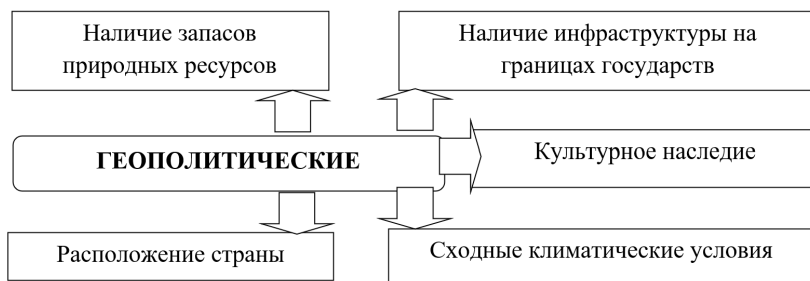 Наличие запасов
природных ресурсов
Наличие инфраструктуры на
границах государств
ГЕОПОЛИТИЧЕСКИЕ
Культурное наследие
Расположение страны
Сходные климатические условия